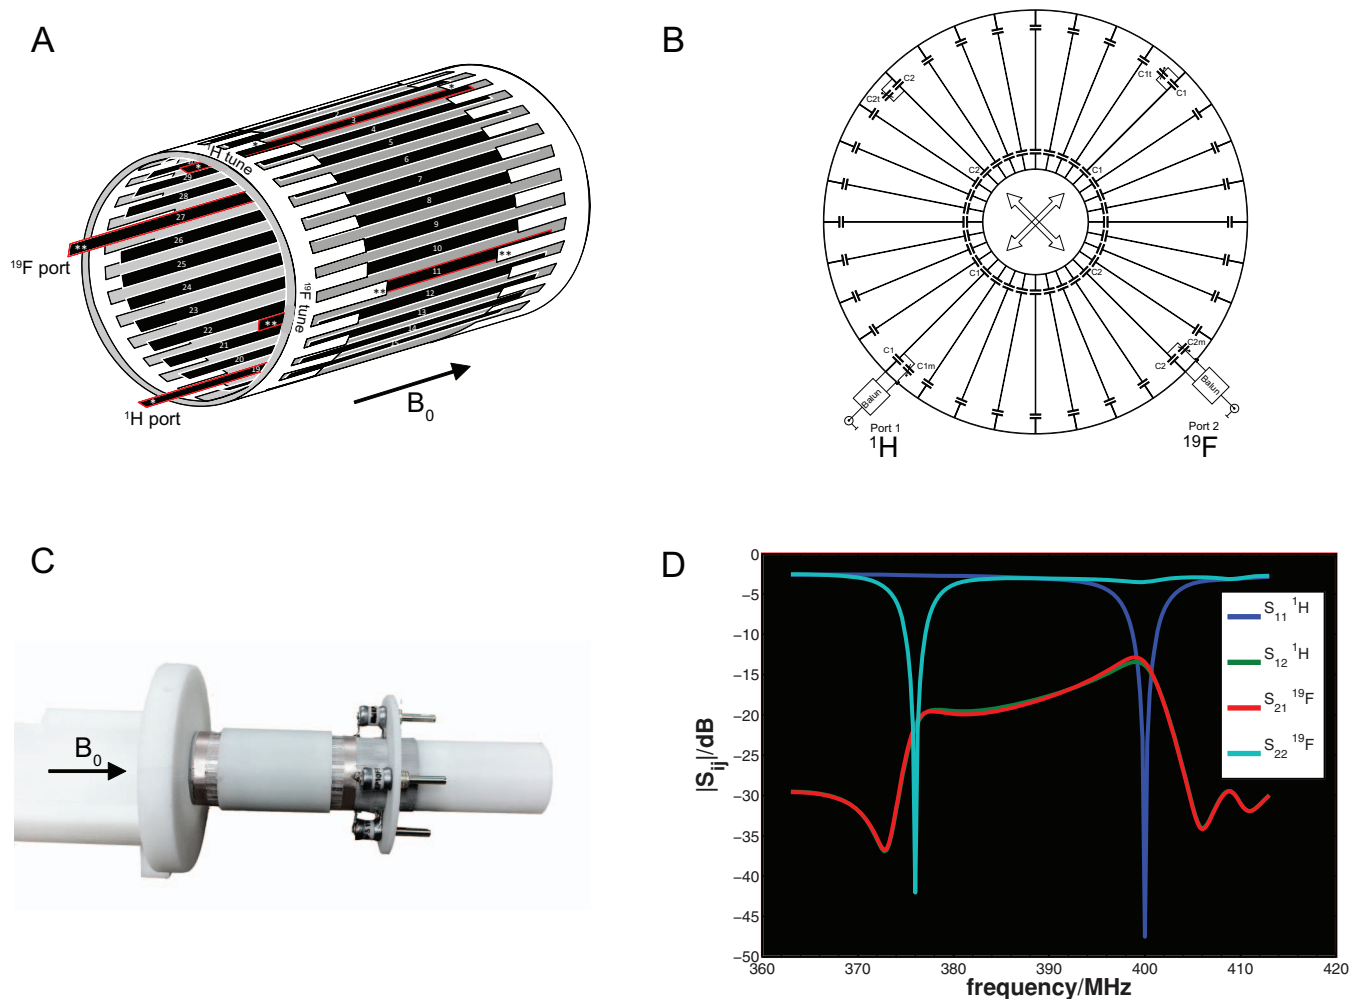 A
¹H tune
2
3
4
5
6
7
8
9
10
11
12
13
14
29
28
27
26
25
24
23
22
21
20
19
*
*
*
**
**
**
**
*
¹⁹F port
¹⁹F tune
¹H port
B₀
B
C2
C2t
C1t
C1
C2
C1
C1
C2
C1
C1m
C2m
C2
Balun
Balun
Port 1
¹H
Port 2
¹⁹F
C
B₀
D
0
−5
−10
−15
−20
−25
−30
−35
−40
−45
−50
|Sij|/dB
S₁₁ ¹H
S₁₂ ¹H
S₂₁ ¹⁹F
S₂₂ ¹⁹F
360
370
380
390
400
410
420
frequency/MHz